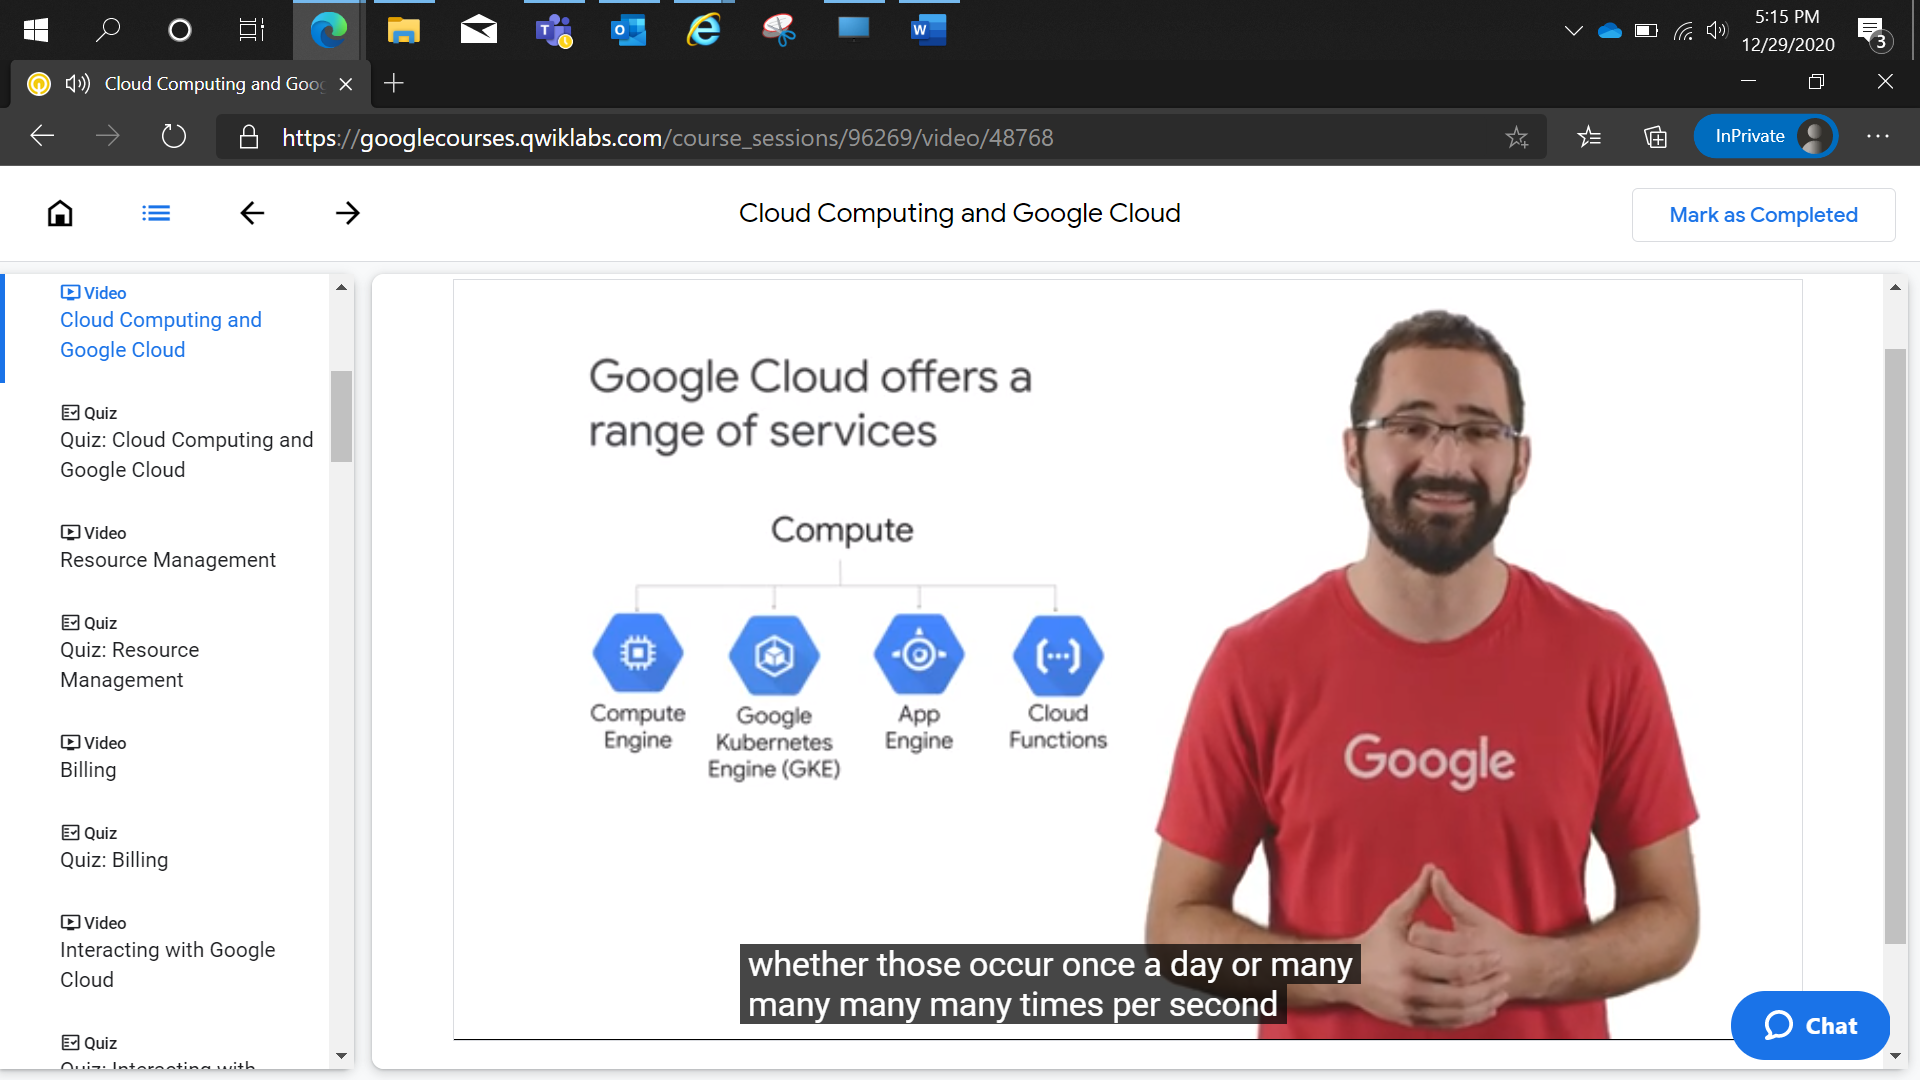 5:15 PM
12/29/2020
3
Cloud Computing and Goog
https://googlecourses.qwiklabs.com/course_sessions/96269/video/48768
InPrivate
Cloud Computing and Google Cloud
Mark as Completed
Video
Cloud Computing and
Google Cloud
Quiz
Quiz: Cloud Computing and
Google Cloud
Video
Resource Management
Quiz
Quiz: Resource
Management
Video
Billing
Quiz
Quiz: Billing
Video
Interacting with Google
Cloud
Quiz
Quiz: Interacting with
Google Cloud offers a
range of services
Compute
Compute
Engine
Google
Kubernetes
Engine (GKE)
App
Engine
Cloud
Functions
Google
whether those occur once a day or many
many many many times per second
Chat